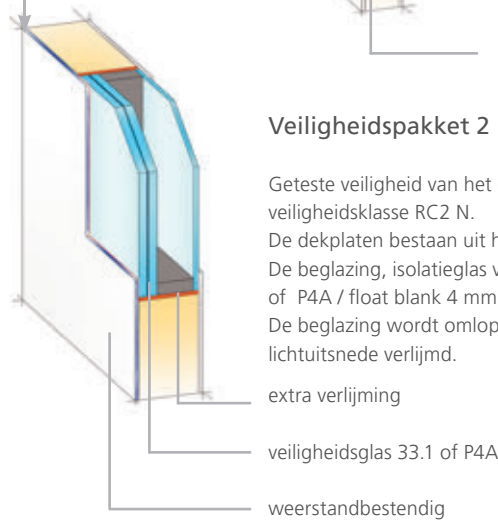 Veiligheidspakket 2
Geteste veiligheid van het
veiligheidsklasse RC2 N.
De dekplaten bestaan uit
De beglazing, isolatieglas
of P4A / float blank 4 mm
De beglazing wordt
lichtuitsnede verlijmd.
extra verlijming
veiligheidsglas 33.1 of P4A
weerstandbestendig